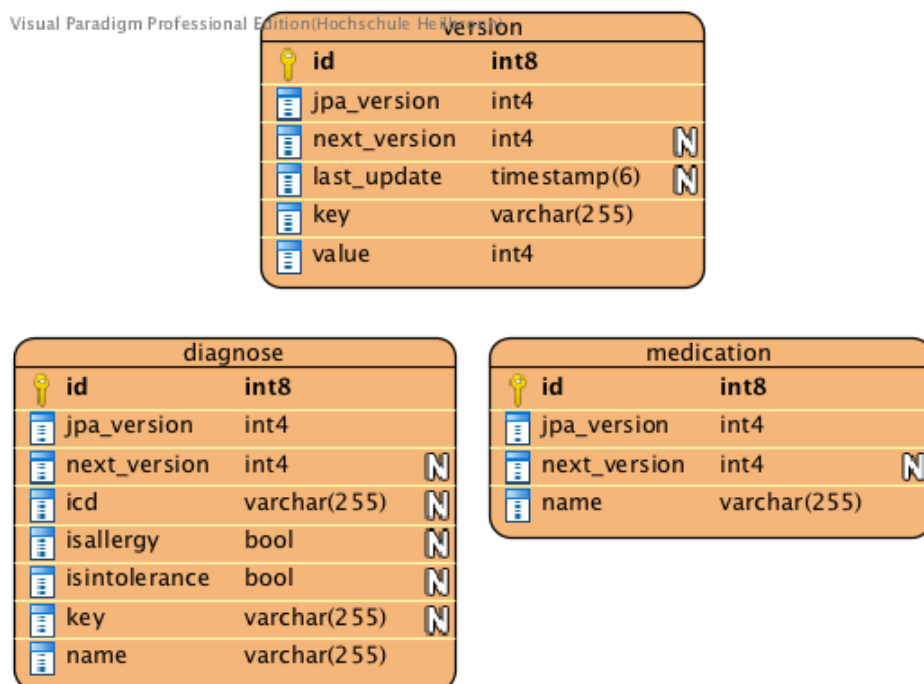 Visual Paradigm Professional Edition(Hochschule Heilbronn)
version
id int8
jpa_version int4
next_version int4 N
last_update timestamp(6) N
key varchar(255)
value int4
diagnose
id int8
jpa_version int4
next_version int4 N
icd varchar(255) N
isallergy bool N
isintolerance bool N
key varchar(255) N
name varchar(255)
medication
id int8
jpa_version int4
next_version int4 N
name varchar(255)